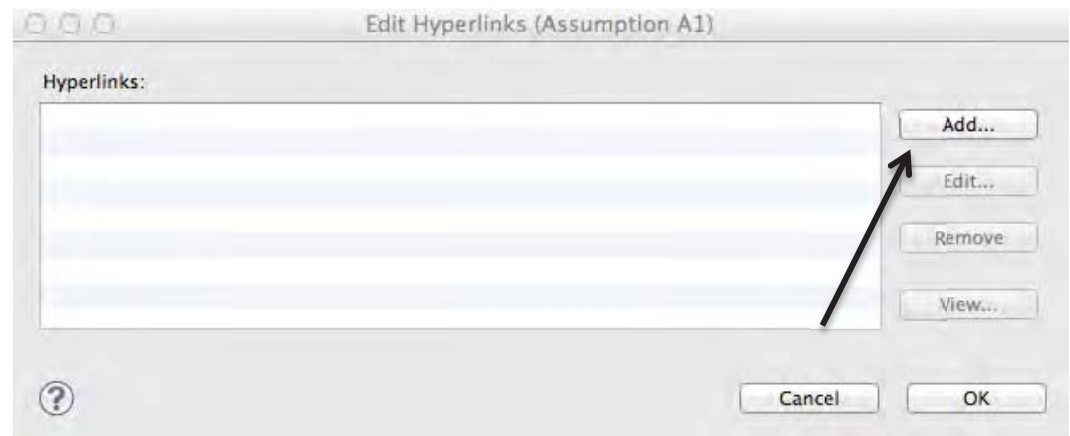 Edit Hyperlinks (Assumption A1)
Hyperlinks:
Add...
Edit...
Remove
View...
?
Cancel
OK